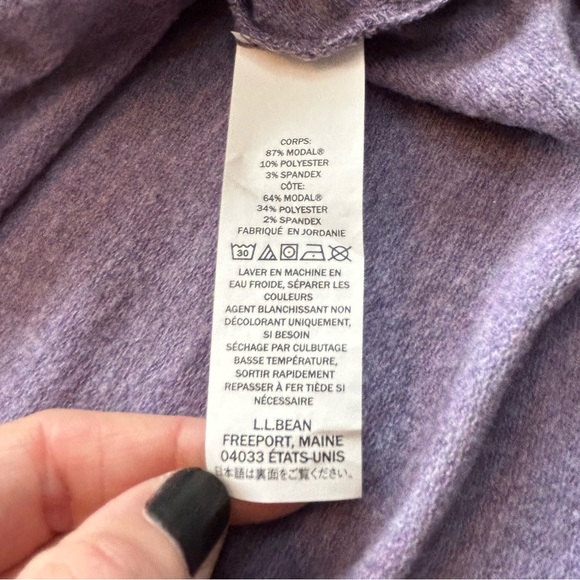 CORPS:
87% MODAL®
10% POLYESTER
3% SPANDEX
CÔTE:
64% MODAL®
34% POLYESTER
2% SPANDEX
FABRIQUÉ EN JORDANIE
30
LAVER EN MACHINE EN
EAU FROIDE, SÉPARER LES
COULEURS
AGENT BLANCHISSANT NON
DÉCOLORANT UNIQUEMENT,
SI BESOIN
SÉCHAGE PAR CULBUTAGE
BASSE TEMPÉRATURE,
SORTIR RAPIDEMENT
REPASSER À FER TIÈDE SI
NÉCESSAIRE
L.L.BEAN
FREEPORT, MAINE
04033 ÉTATS-UNIS
日本語は裏面をご覧ください。